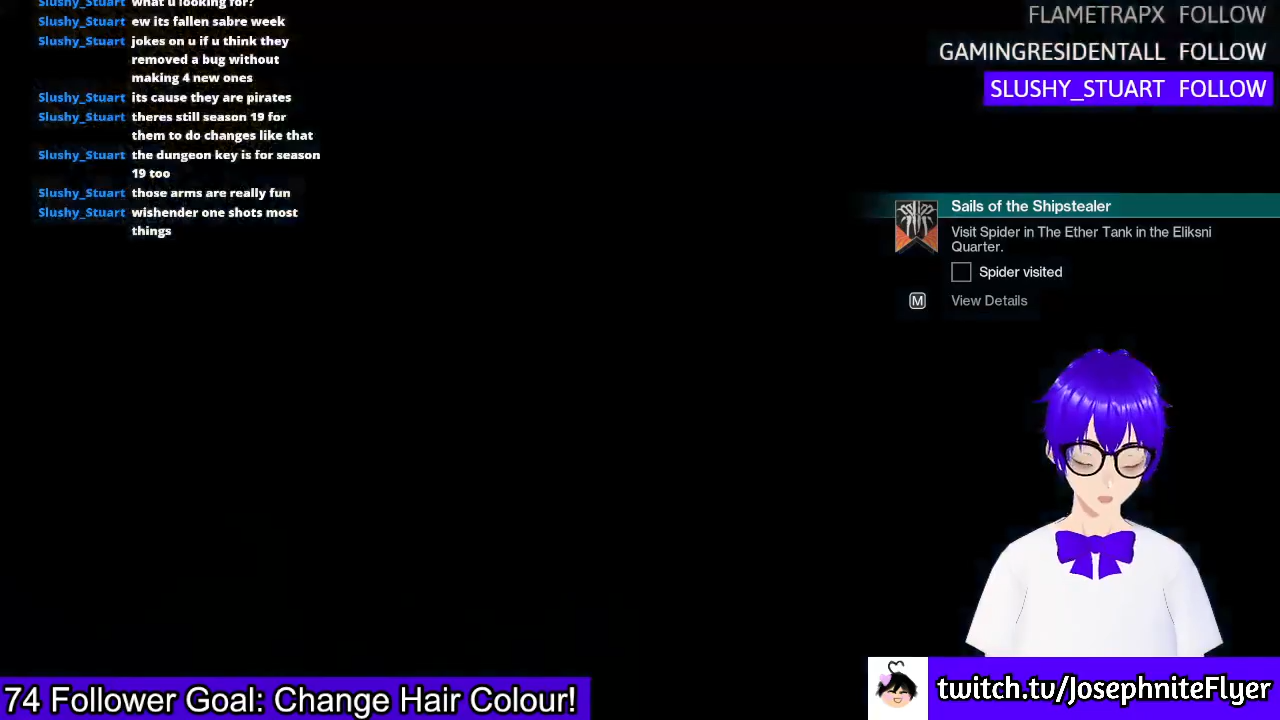 Slushy_Stuart what u looking for?
Slushy_Stuart ew its fallen sabre week
Slushy_Stuart jokes on u if u think they
removed a bug without
making 4 new ones
Slushy_Stuart its cause they are pirates
Slushy_Stuart theres still season 19 for
them to do changes like that
Slushy_Stuart the dungeon key is for season
19 too
Slushy_Stuart those arms are really fun
Slushy_Stuart wishender one shots most
things
FLAMETRAPX FOLLOW
GAMINGRESIDENTALL FOLLOW
SLUSHY_STUART FOLLOW
Sails of the Shipstealer
Visit Spider in The Ether Tank in the Eliksni
Quarter.
Spider visited
M View Details
74 Follower Goal: Change Hair Colour!
twitch.tv/JosephniteFlyer